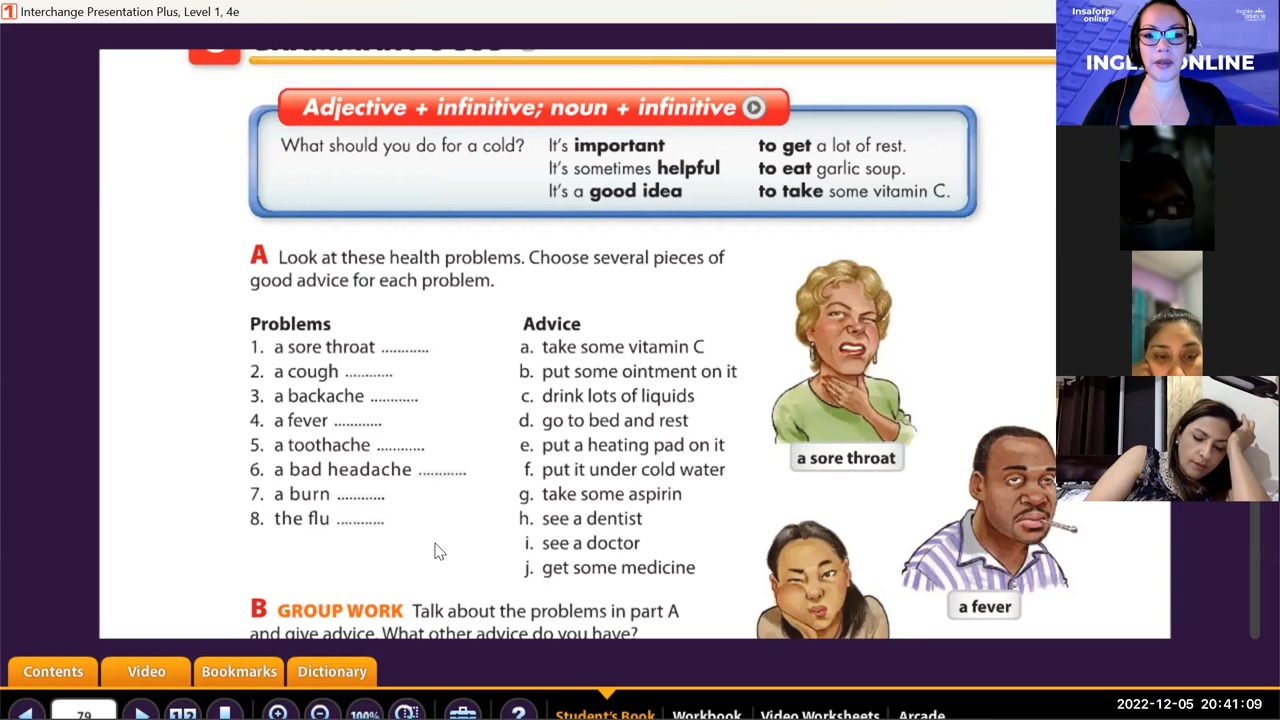 Interchange Presentation Plus, Level 1, 4e
Insaforp
online
INGL
ONLINE
Adjective + infinitive; noun + infinitive
What should you do for a cold? It's important to get a lot of rest.
It's sometimes helpful to eat garlic soup.
It's a good idea to take some vitamin C.
A Look at these health problems. Choose several pieces of
good advice for each problem.
Problems
1. a sore throat ............
2. a cough ............
3. a backache ............
4. a fever ............
5. a toothache ............
6. a bad headache ............
7. a burn ............
8. the flu ............
Advice
a. take some vitamin C
b. put some ointment on it
c. drink lots of liquids
d. go to bed and rest
e. put a heating pad on it
f. put it under cold water
g. take some aspirin
h. see a dentist
i. see a doctor
j. get some medicine
a sore throat
a fever
B GROUP WORK Talk about the problems in part A
and give advice. What other advice do you have?
Contents Video Bookmarks Dictionary
79
100%
Student's Book Workbook Video Worksheets Arcade
2022-12-05 20:41:09